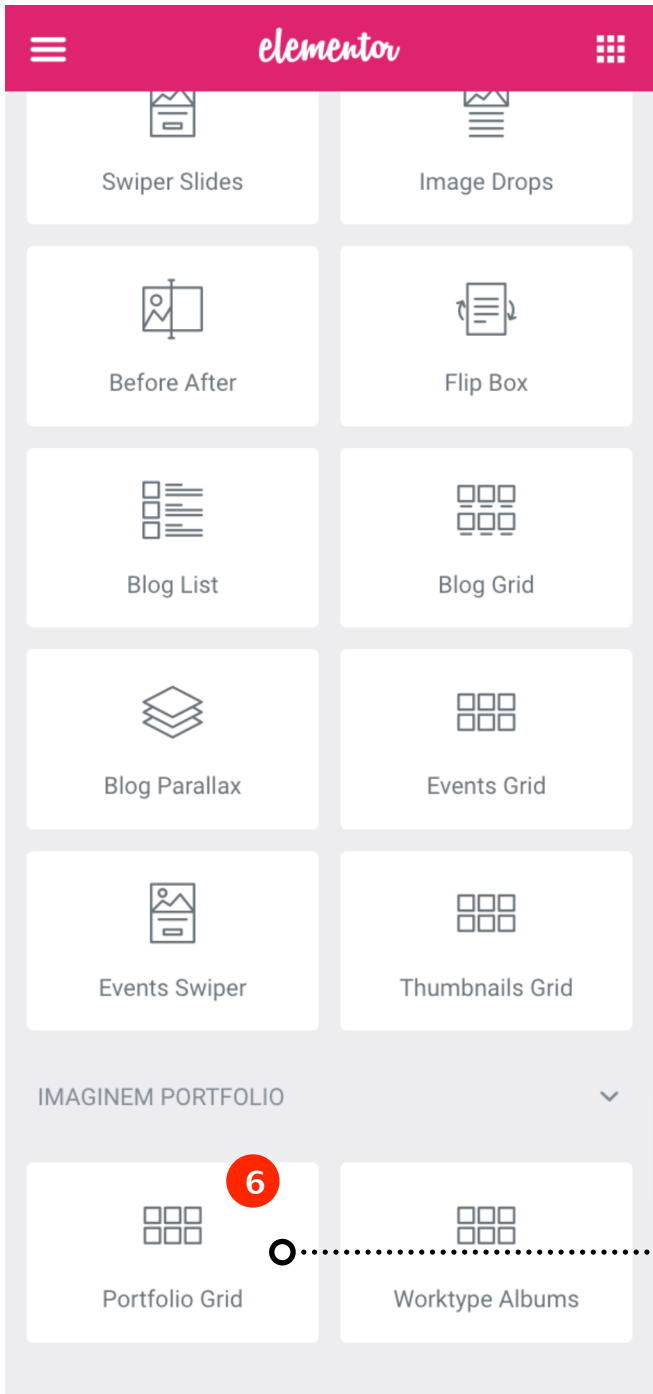 elementor
Swiper Slides
Image Drops
Before After
Flip Box
Blog List
Blog Grid
Blog Parallax
Events Grid
Events Swiper
Thumbnails Grid
IMAGINEM PORTFOLIO
6
Portfolio Grid
Worktype Albums